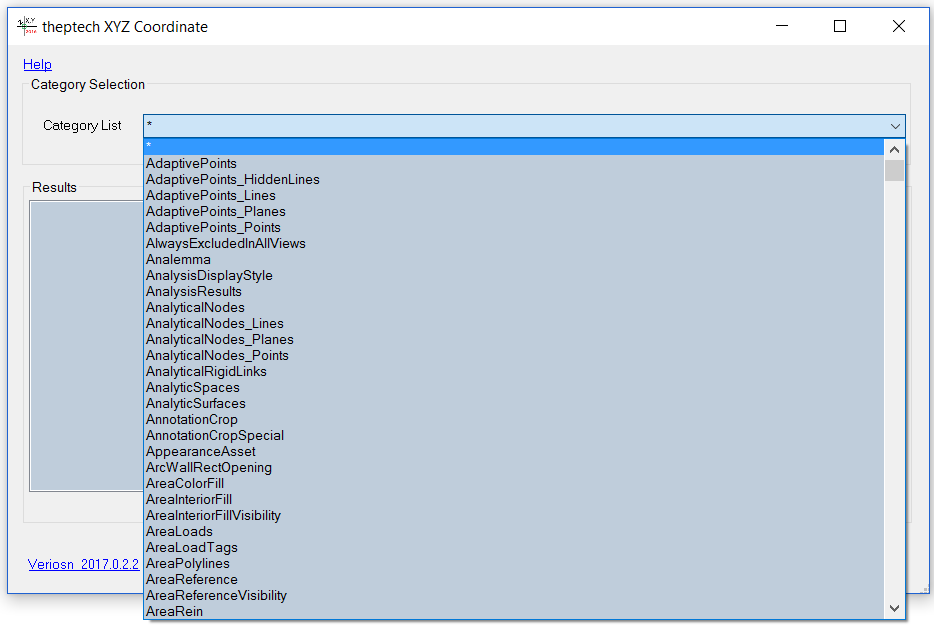 theptech XYZ Coordinate
Help
Category Selection
Category List
*
*
AdaptivePoints
AdaptivePoints_HiddenLines
AdaptivePoints_Lines
AdaptivePoints_Planes
AdaptivePoints_Points
AlwaysExcludedInAllViews
Analemma
AnalysisDisplayStyle
AnalysisResults
AnalyticalNodes
AnalyticalNodes_Lines
AnalyticalNodes_Planes
AnalyticalNodes_Points
AnalyticalRigidLinks
AnalyticSpaces
AnalyticSurfaces
AnnotationCrop
AnnotationCropSpecial
AppearanceAsset
ArcWallRectOpening
AreaColorFill
AreaInteriorFill
AreaInteriorFillVisibility
AreaLoads
AreaLoadTags
AreaPolylines
AreaReference
AreaReferenceVisibility
AreaRein
Results
Veriosn 2017.0.2.2